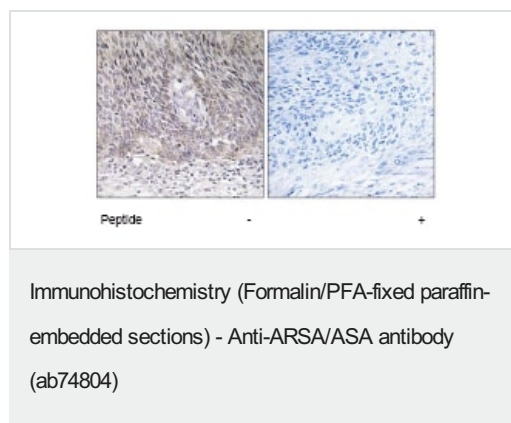 Peptide - +
Immunohistochemistry (Formalin/PFA-fixed paraffin-
embedded sections) - Anti-ARSA/ASA antibody
(ab74804)